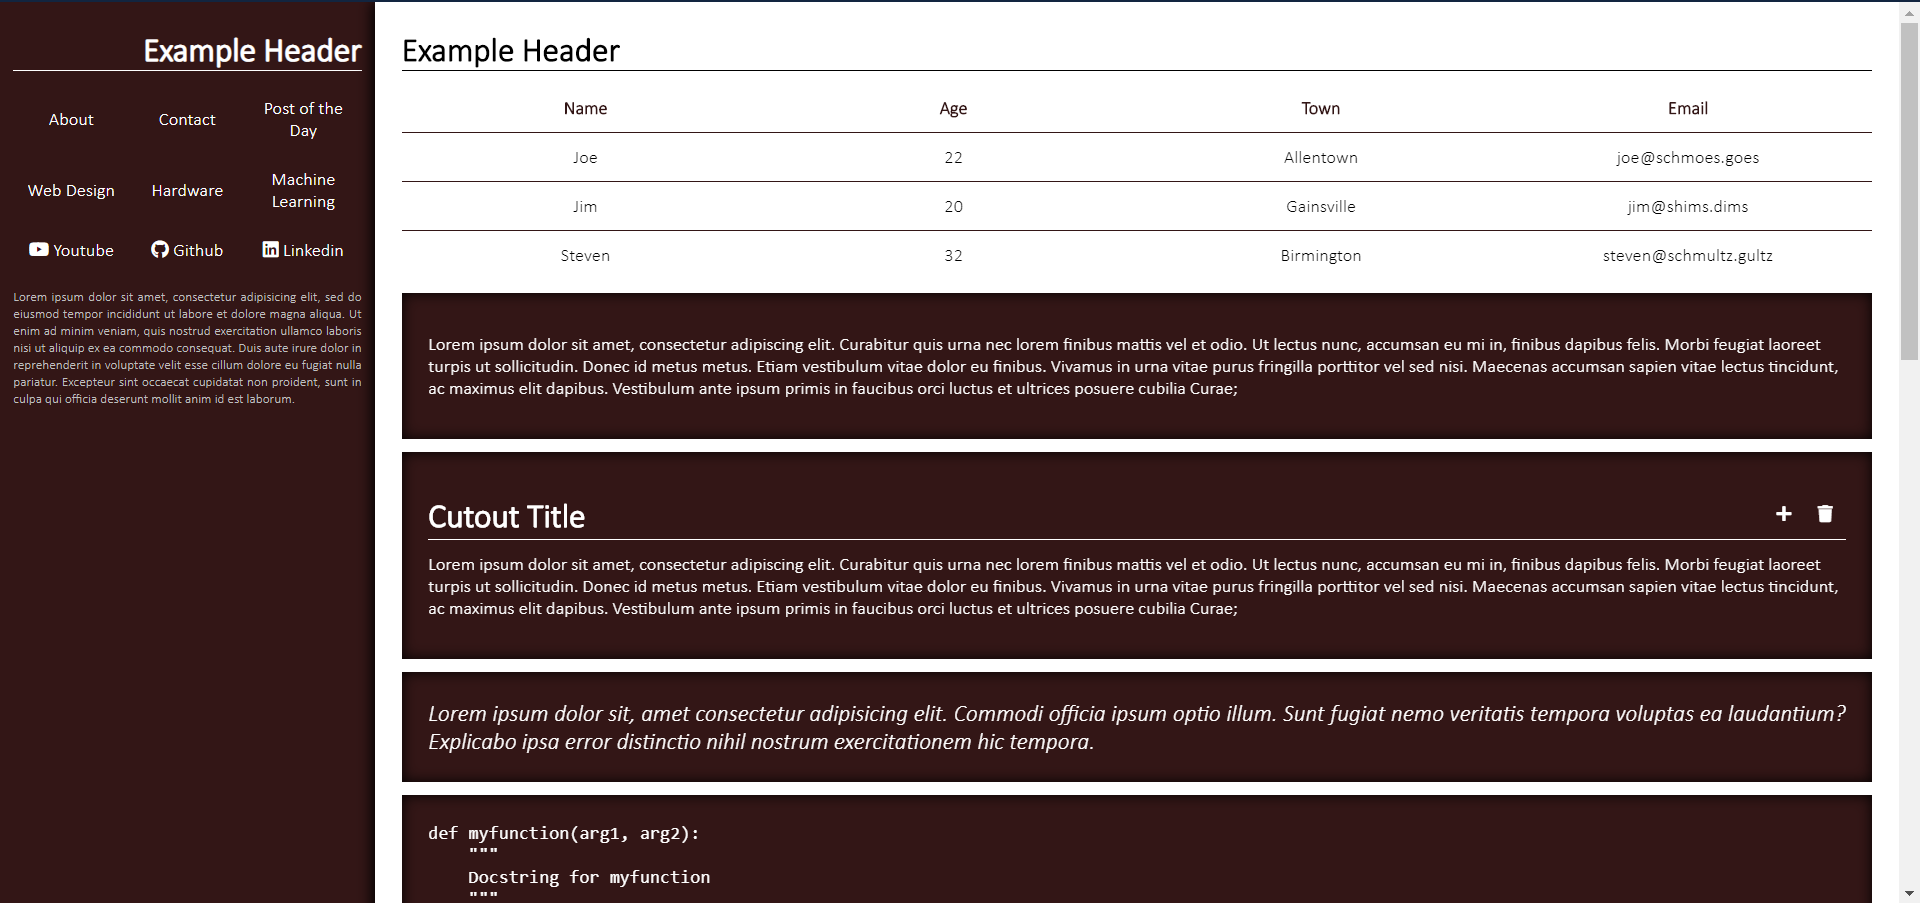 Example Header
About Contact Post of the Day
Web Design Hardware Machine Learning
Youtube Github Linkedin
Lorem ipsum dolor sit amet, consectetur adipisicing elit, sed do
eiusmod tempor incididunt ut labore et dolore magna aliqua. Ut
enim ad minim veniam, quis nostrud exercitation ullamco laboris
nisi ut aliquip ex ea commodo consequat. Duis aute irure dolor in
reprehenderit in voluptate velit esse cillum dolore eu fugiat nulla
pariatur. Excepteur sint occaecat cupidatat non proident, sunt in
culpa qui officia deserunt mollit anim id est laborum.
Example Header
Name Age Town Email
Joe 22 Allentown joe@schmoes.goes
Jim 20 Gainsville jim@shims.dims
Steven 32 Birmington steven@schmultz.gultz
Lorem ipsum dolor sit amet, consectetur adipiscing elit. Curabitur quis urna nec lorem finibus mattis vel et odio. Ut lectus nunc, accumsan eu mi in, finibus dapibus felis. Morbi feugiat laoreet
turpis ut sollicitudin. Donec id metus metus. Etiam vestibulum vitae dolor eu finibus. Vivamus in urna vitae purus fringilla porttitor vel sed nisi. Maecenas accumsan sapien vitae lectus tincidunt,
ac maximus elit dapibus. Vestibulum ante ipsum primis in faucibus orci luctus et ultrices posuere cubilia Curae;
Cutout Title
Lorem ipsum dolor sit amet, consectetur adipiscing elit. Curabitur quis urna nec lorem finibus mattis vel et odio. Ut lectus nunc, accumsan eu mi in, finibus dapibus felis. Morbi feugiat laoreet
turpis ut sollicitudin. Donec id metus metus. Etiam vestibulum vitae dolor eu finibus. Vivamus in urna vitae purus fringilla porttitor vel sed nisi. Maecenas accumsan sapien vitae lectus tincidunt,
ac maximus elit dapibus. Vestibulum ante ipsum primis in faucibus orci luctus et ultrices posuere cubilia Curae;
Lorem ipsum dolor sit, amet consectetur adipisicing elit. Commodi officia ipsum optio illum. Sunt fugiat nemo veritatis tempora voluptas ea laudantium?
Explicabo ipsa error distinctio nihil nostrum exercitationem hic tempora.
def myfunction(arg1, arg2):
    """
    Docstring for myfunction
    """